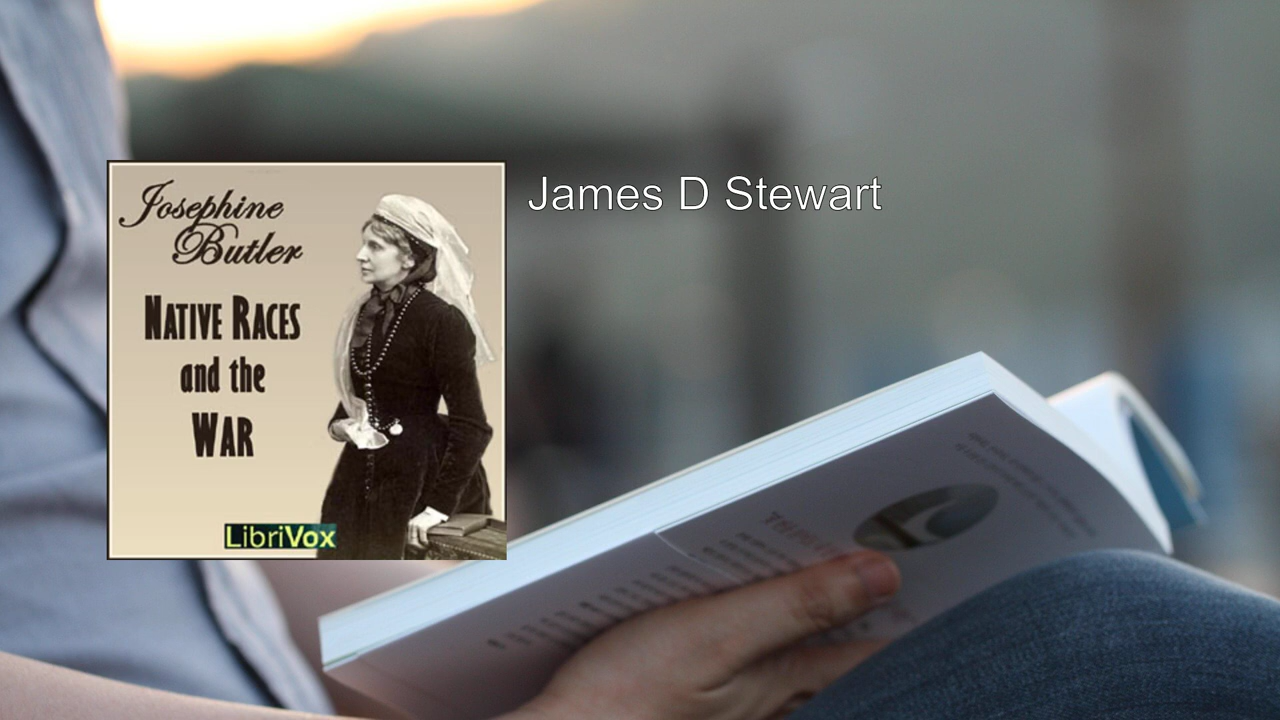 Josephine
Butler
NATIVE RACES
and the
WAR
LibriVox
James D Stewart